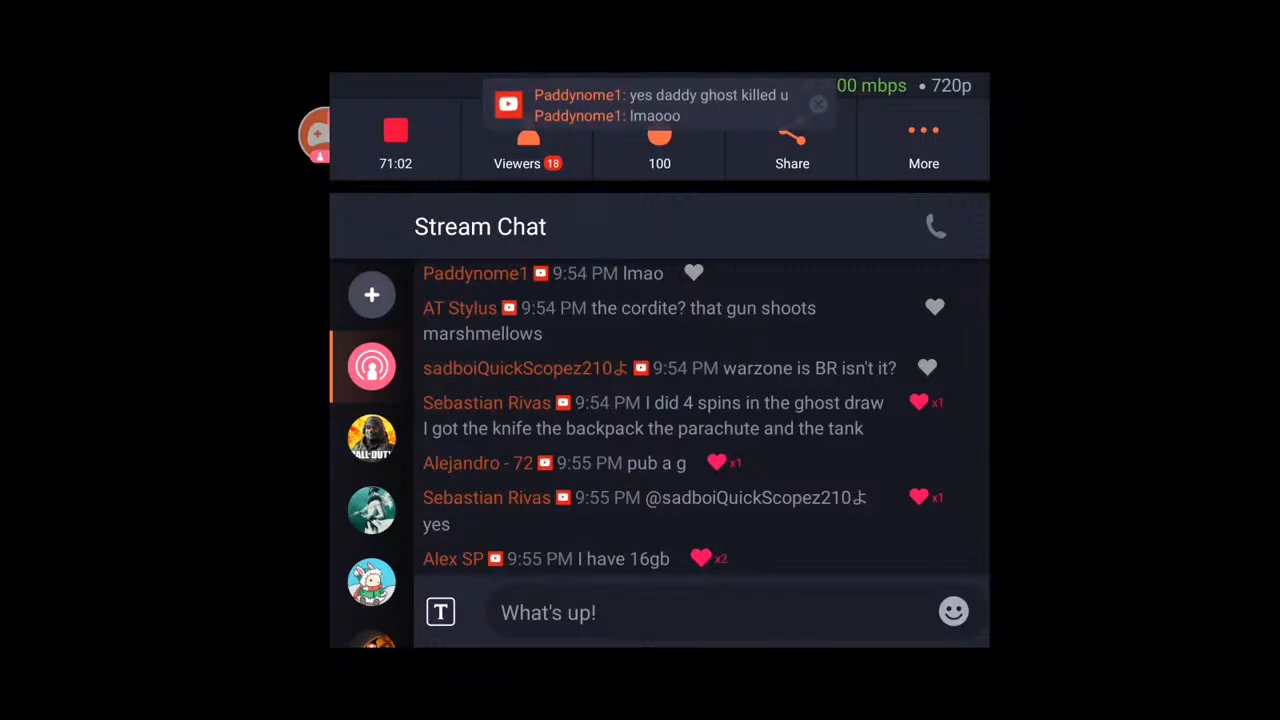 Paddynome1: yes daddy ghost killed u
Paddynome1: lmaooo
00 mbps • 720p
71:02
Viewers 18
100
Share
More
Stream Chat
Paddynome1 9:54 PM lmao
AT Stylus 9:54 PM the cordite? that gun shoots
marshmellows
sadboiQuickScopez210よ 9:54 PM warzone is BR isn't it?
Sebastian Rivas 9:54 PM I did 4 spins in the ghost draw x1
I got the knife the backpack the parachute and the tank
Alejandro - 72 9:55 PM pub a g x1
Sebastian Rivas 9:55 PM @sadboiQuickScopez210よ x1
yes
Alex SP 9:55 PM I have 16gb x2
T What's up!